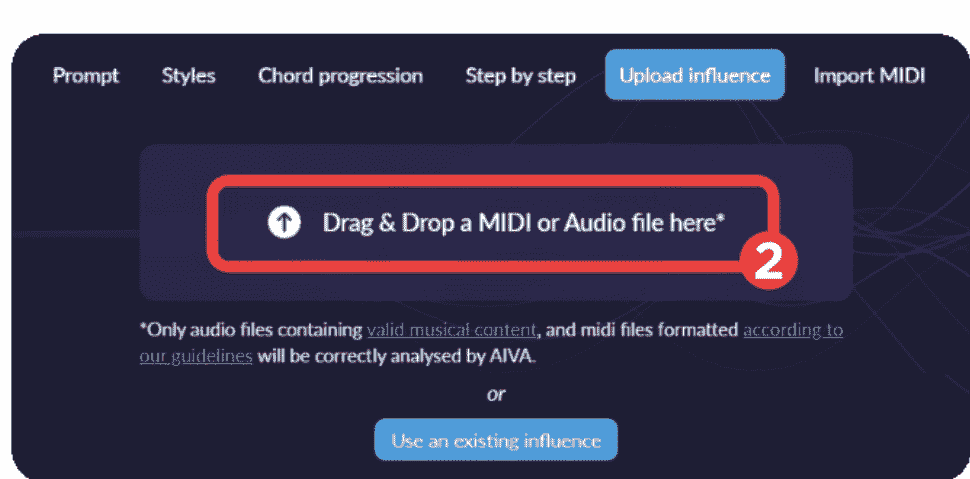 Prompt Styles Chord progression Step by step Upload influence Import MIDI
Drag & Drop a MIDI or Audio file here*
2
*Only audio files containing valid musical content, and midi files formatted according to
our guidelines will be correctly analysed by AIVA.
or
Use an existing influence